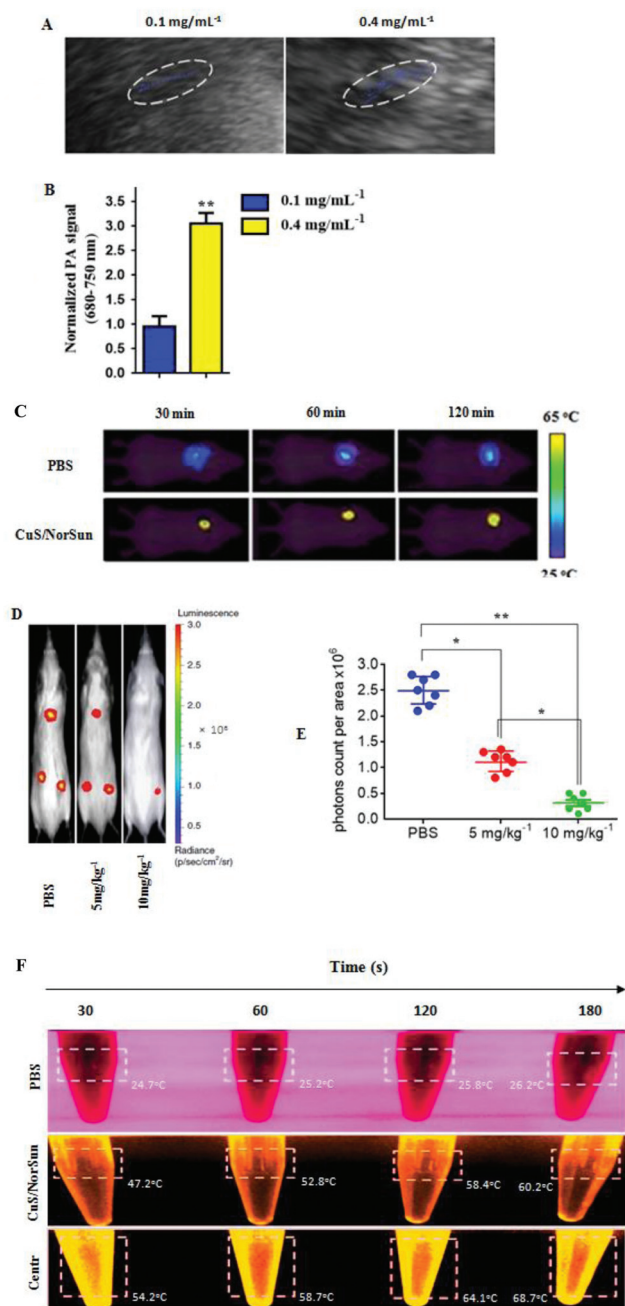 A
0.1 mg/mL⁻¹ 0.4 mg/mL⁻¹
B
Normalized PA signal
(680-750 nm)
3.5
3.0
2.5
2.0
1.5
1.0
0.5
0.0
**
0.1 mg/mL⁻¹
0.4 mg/mL⁻¹
C
30 min 60 min 120 min
PBS
CuS/NorSun
65 °C
25 °C
D
Luminescence
3.0
2.5
2.0
× 10⁸
1.5
1.0
0.5
Radiance
(p/sec/cm²/sr)
PBS
5mg/kg⁻¹
10mg/kg⁻¹
E
photons count per area x10⁶
3.0
2.5
2.0
1.5
1.0
0.5
0.0
**
*
*
PBS 5 mg/kg⁻¹ 10 mg/kg⁻¹
F
Time (s)
30 60 120 180
PBS
24.7°C 25.2°C 25.8°C 26.2°C
CuS/NorSun
47.2°C 52.8°C 58.4°C 60.2°C
Centr
54.2°C 58.7°C 64.1°C 68.7°C